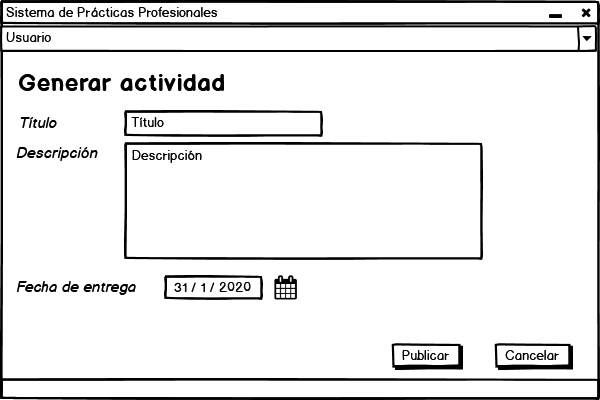 Sistema de Prácticas Profesionales
Usuario
Generar actividad
Título Título
Descripción Descripción
Fecha de entrega 31 / 1 / 2020
Publicar Cancelar